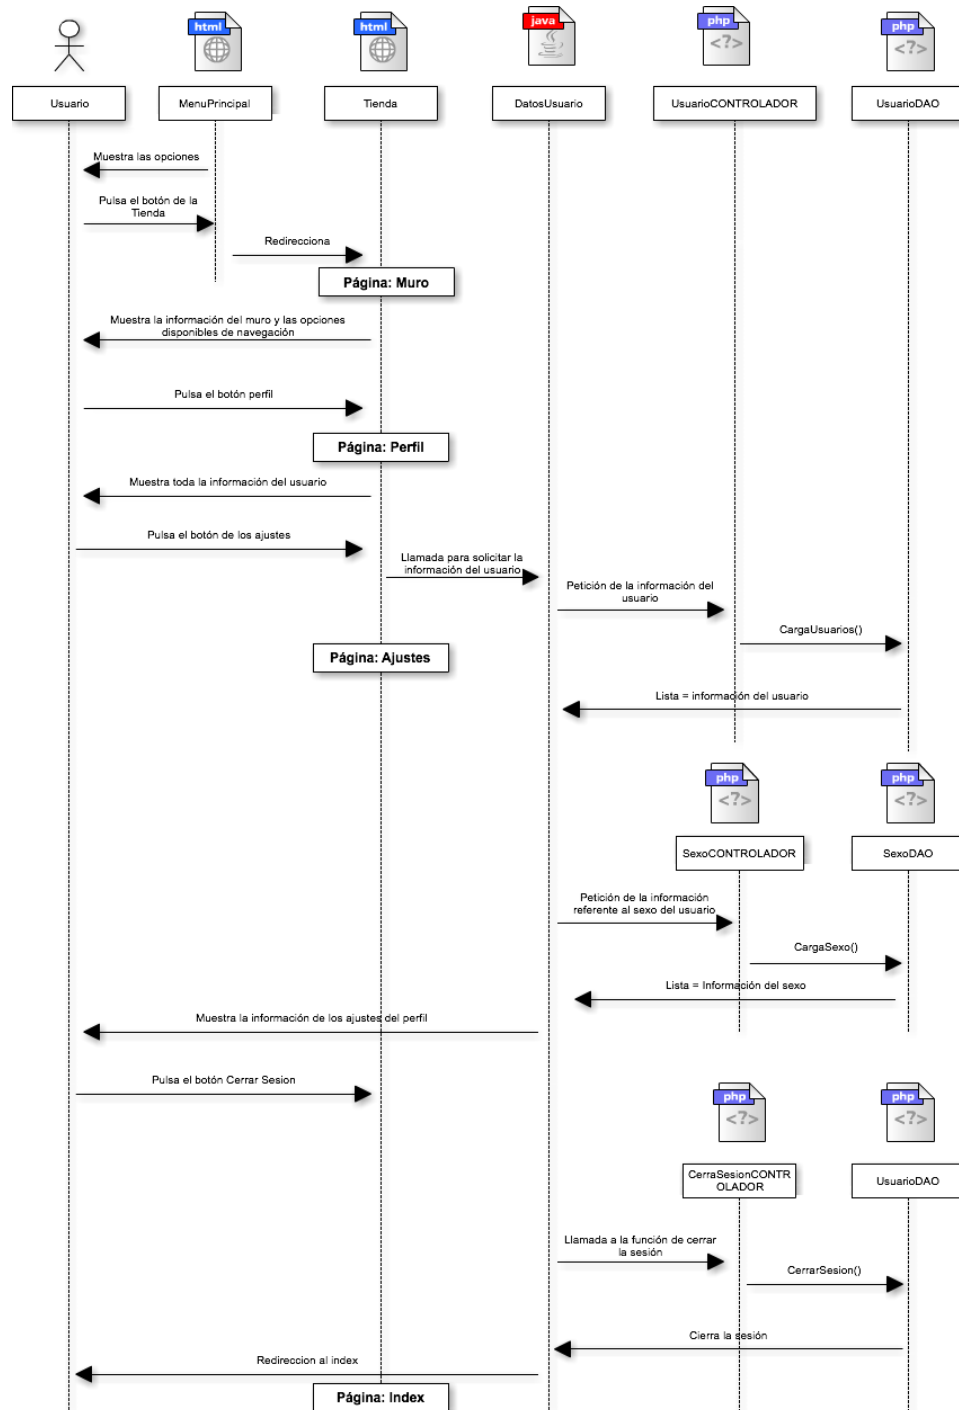 html
html
java
php
php
<?>
<?>
Usuario
MenuPrincipal
Tienda
DatosUsuario
UsuarioCONTROLADOR
UsuarioDAO
Muestra las opciones
Pulsa el botón de la
Tienda
Redirecciona
Página: Muro
Muestra la información del muro y las opciones
disponibles de navegación
Pulsa el botón perfil
Página: Perfil
Muestra toda la información del usuario
Pulsa el botón de los ajustes
Llamada para solicitar la
información del usuario
Petición de la información del
usuario
CargaUsuarios()
Página: Ajustes
Lista = información del usuario
php
php
<?>
<?>
SexoCONTROLADOR
SexoDAO
Petición de la información
referente al sexo del usuario
CargaSexo()
Lista = Información del sexo
Muestra la información de los ajustes del perfil
Pulsa el botón Cerrar Sesion
php
php
<?>
<?>
CerraSesionCONTR
OLADOR
UsuarioDAO
Llamada a la función de cerrar
la sesión
CerrarSesion()
Cierra la sesión
Redireccion al index
Página: Index